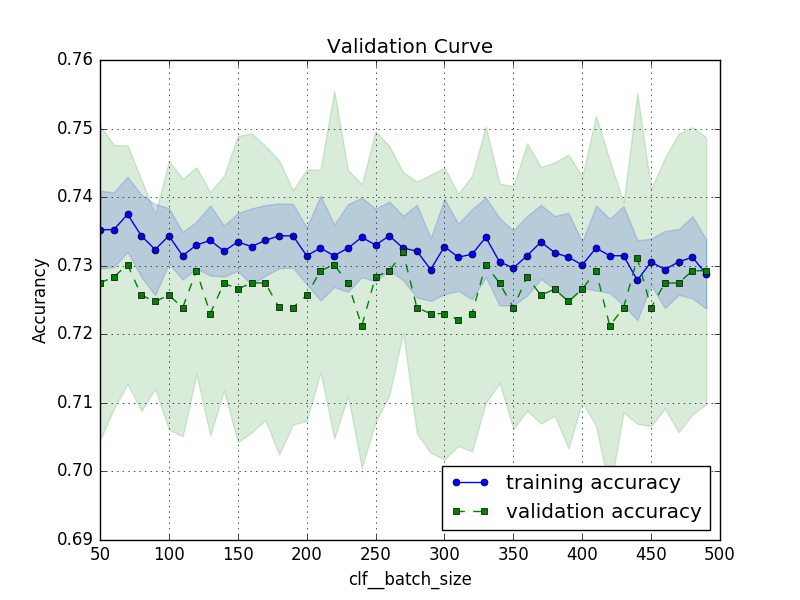 Validation Curve
0.76
0.75
0.74
0.73
0.72
0.71
0.70
0.69
Accurancy
training accuracy
validation accuracy
50 100 150 200 250 300 350 400 450 500
clf__batch_size